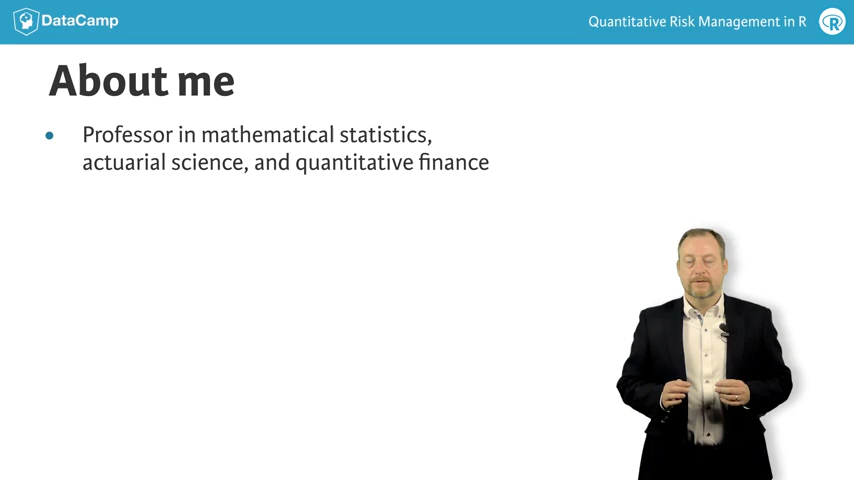 DataCamp
Quantitative Risk Management in R
R
About me
• Professor in mathematical statistics,
actuarial science, and quantitative finance